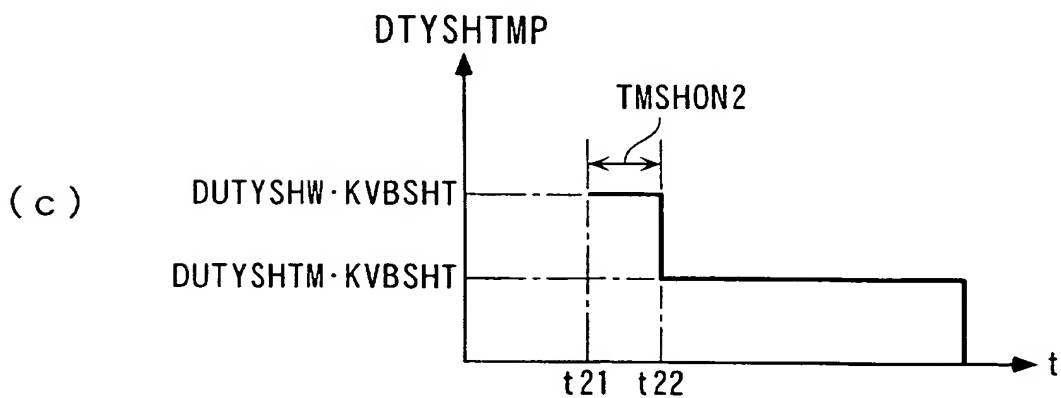 DTYSHTMP
TMSHON2
(c)
DUTYSHW·KVBSHT
DUTYSHTM·KVBSHT
t21 t22
t